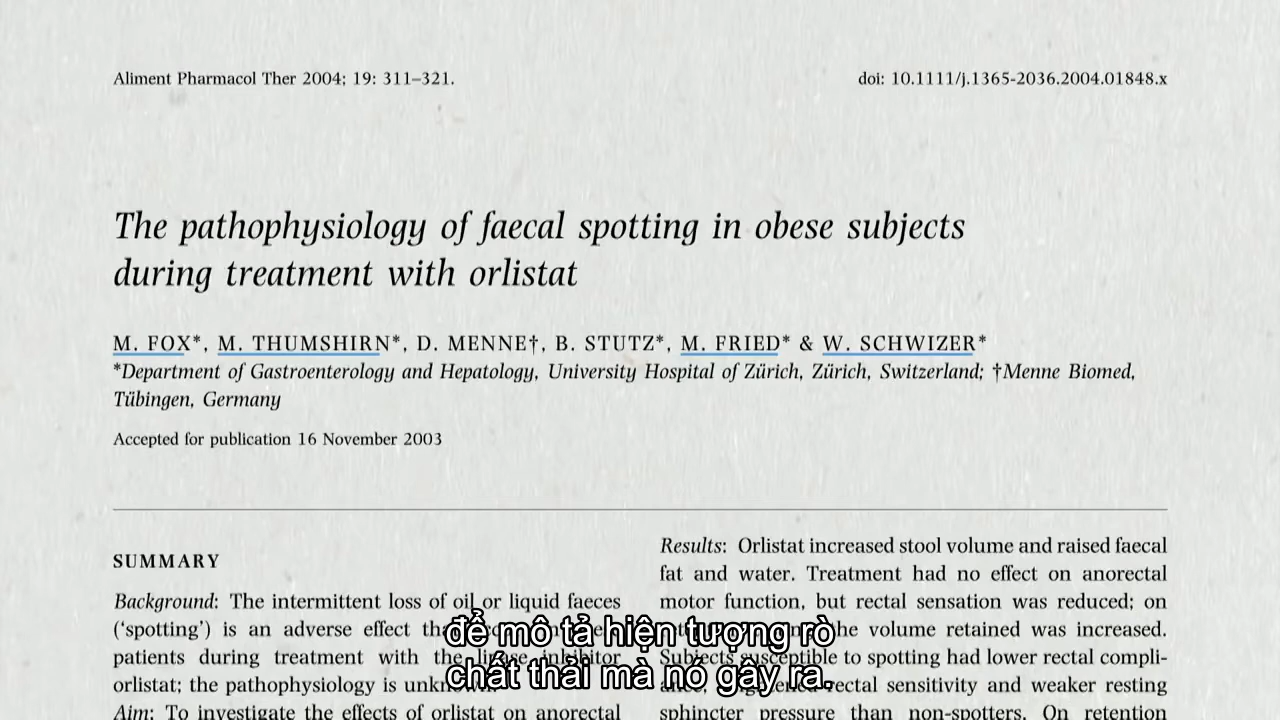 Aliment Pharmacol Ther 2004; 19: 311–321.
doi: 10.1111/j.1365-2036.2004.01848.x
The pathophysiology of faecal spotting in obese subjects
during treatment with orlistat
M. FOX*, M. THUMSHIRN*, D. MENNE†, B. STUTZ*, M. FRIED* & W. SCHWIZER*
*Department of Gastroenterology and Hepatology, University Hospital of Zürich, Zürich, Switzerland; †Menne Biomed,
Tübingen, Germany
Accepted for publication 16 November 2003
SUMMARY
Background: The intermittent loss of oil or liquid faeces
(‘spotting’) is an adverse effect
patients during treatment with the lipase inhibitor
orlistat; the pathophysiology is unknown.
Aim: To investigate the effects of orlistat on anorectal
Results: Orlistat increased stool volume and raised faecal
fat and water. Treatment had no effect on anorectal
motor function, but rectal sensation was reduced; on
the volume retained was increased.
Subjects susceptible to spotting had lower rectal compli-
rectal sensitivity and weaker resting
sphincter pressure than non-spotters. On retention
để mô tả hiện tượng rò
chất thải mà nó gây ra.